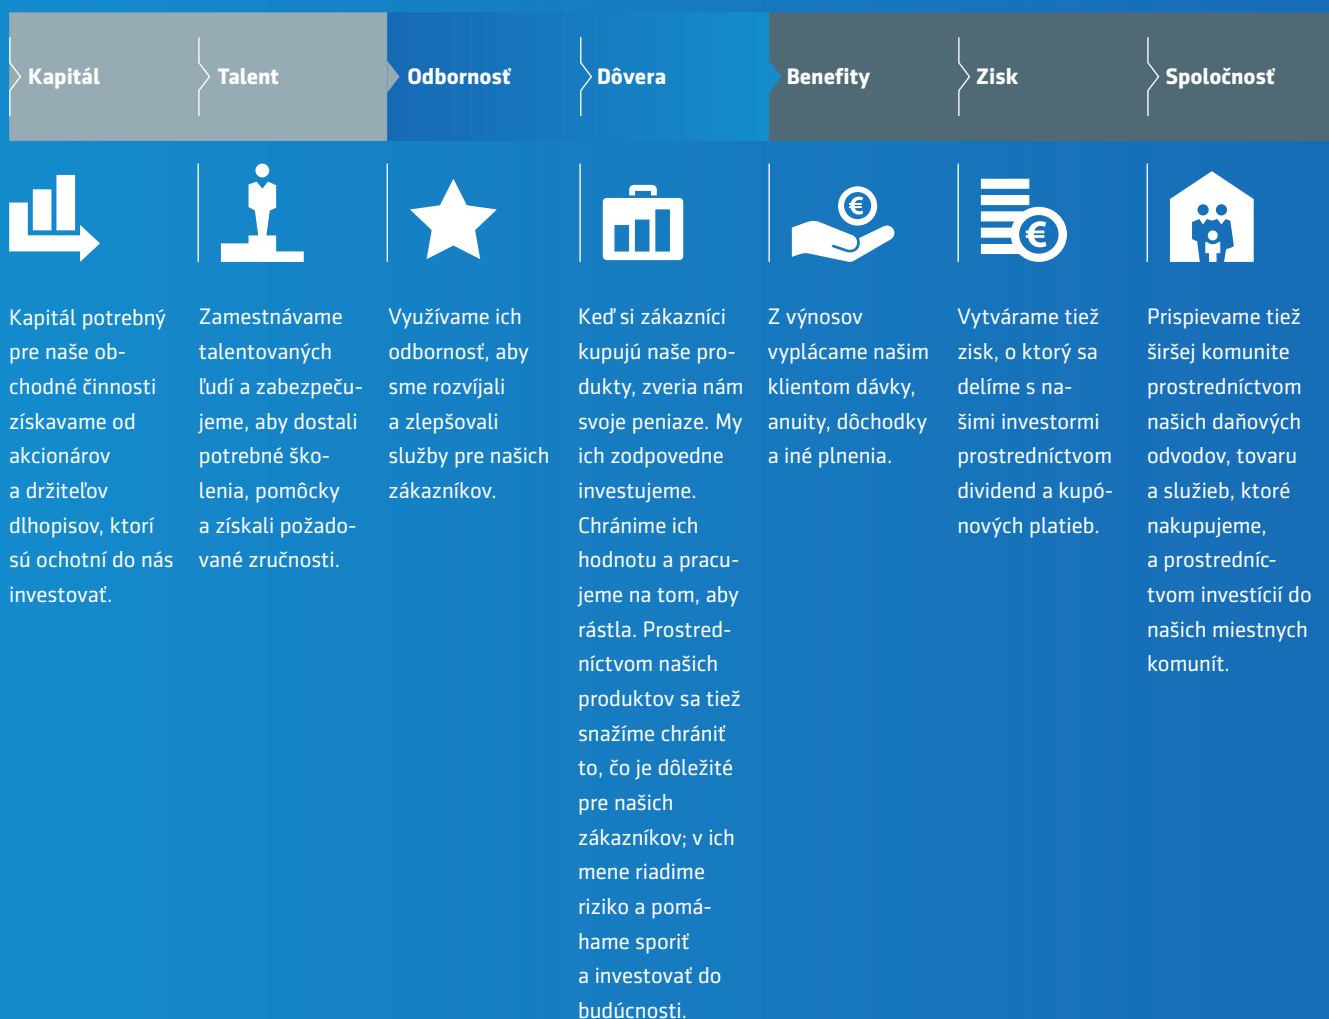 Kapitál
Talent
Odbornosť
Dôvera
Benefity
Zisk
Spoločnosť
Kapitál potrebný
pre naše ob-
chodné činnosti
získavame od
akcionárov
a držiteľov
dlhopisov, ktorí
sú ochotní do nás
investovať.
Zamestnávame
talentovaných
ľudí a zabezpeču-
jeme, aby dostali
potrebné ško-
lenia, pomôcky
a získali požado-
vané zručnosti.
Využívame ich
odbornosť, aby
sme rozvíjali
a zlepšovali
služby pre našich
zákazníkov.
Keď si zákazníci
kupujú naše pro-
dukty, zveria nám
svoje peniaze. My
ich zodpovedne
investujeme.
Chránime ich
hodnotu a pracu-
jeme na tom, aby
rástla. Prostred-
níctvom našich
produktov sa tiež
snažíme chrániť
to, čo je dôležité
pre našich
zákazníkov; v ich
mene riadime
riziko a pomá-
hame sporiť
a investovať do
budúcnosti.
€
Z výnosov
vyplácame našim
klientom dávky,
anuity, dôchodky
a iné plnenia.
€
Vytvárame tiež
zisk, o ktorý sa
delíme s na-
šimi investormi
prostredníctvom
dividend a kupó-
nových platieb.
Prispievame tiež
širšej komunite
prostredníctvom
našich daňových
odvodov, tovaru
a služieb, ktoré
nakupujeme,
a prostredníc-
tvom investícií do
našich miestnych
komunít.